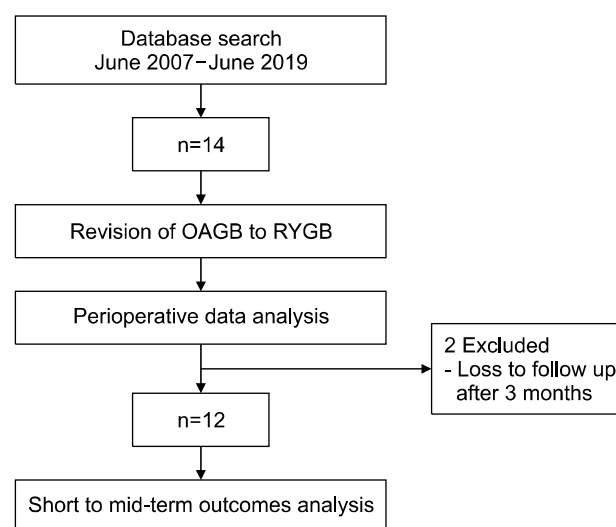 Database search
June 2007–June 2019
n=14
Revision of OAGB to RYGB
Perioperative data analysis
2 Excluded
- Loss to follow up
after 3 months
n=12
Short to mid-term outcomes analysis